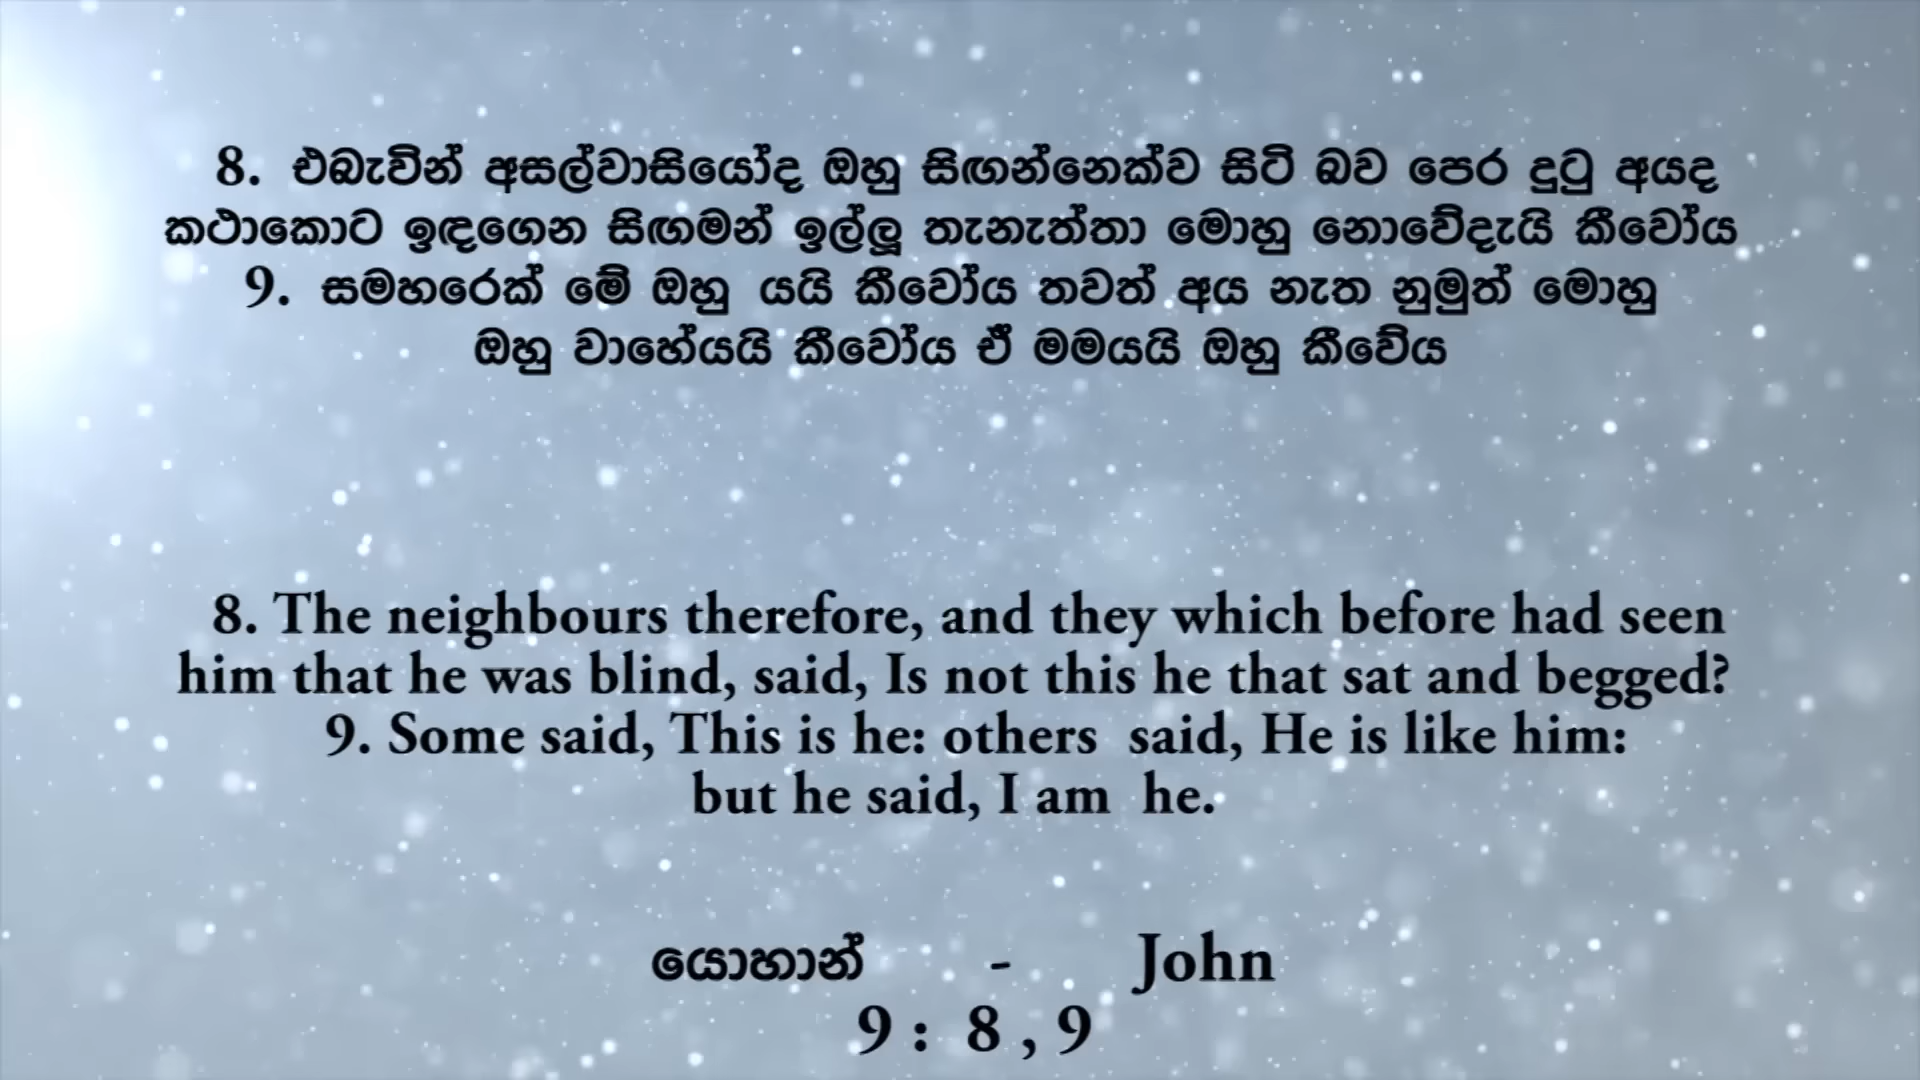 8. එබැවින් අසල්වාසියෝද ඔහු සිඟන්නෙක්ව සිටි බව පෙර දුටු අයද
කථාකොට ඉඳගෙන සිඟමන් ඉල්ලූ තැනැත්තා මොහු නොවේදැයි කීවෝය
9. සමහරෙක් මේ ඔහු යයි කීවෝය තවත් අය නැත නුමුත් මොහු
ඔහු වාගේයයි කීවෝය ඒ මමයයි ඔහු කීවේය
8. The neighbours therefore, and they which before had seen
him that he was blind, said, Is not this he that sat and begged?
9. Some said, This is he: others said, He is like him:
but he said, I am he.
යොහාන් - John
9 : 8 , 9